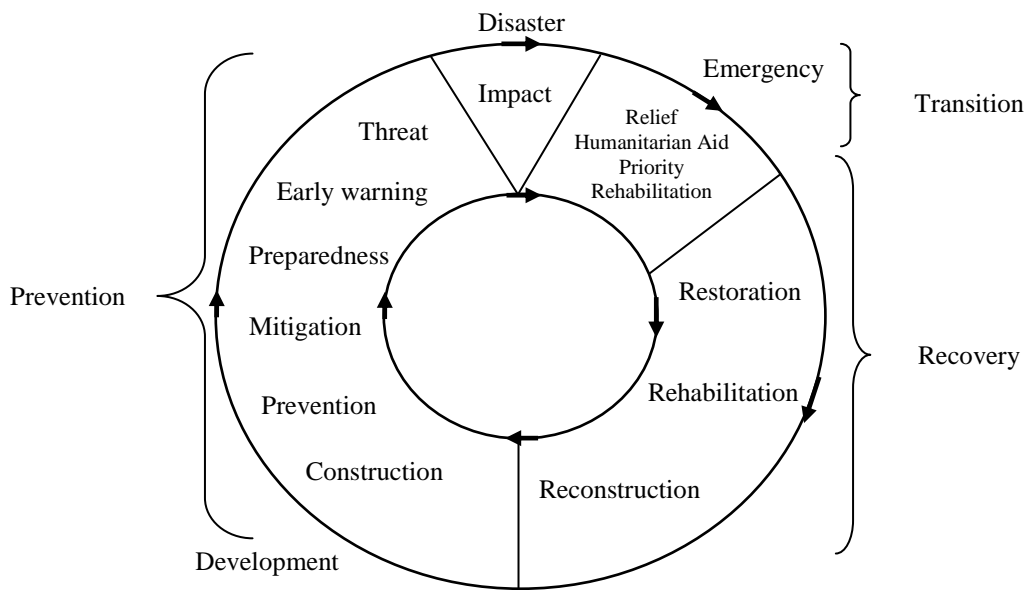 Disaster
Emergency
Transition
Impact
Threat
Relief
Humanitarian Aid
Priority
Rehabilitation
Early warning
Preparedness
Restoration
Prevention
Mitigation
Recovery
Rehabilitation
Prevention
Construction
Reconstruction
Development